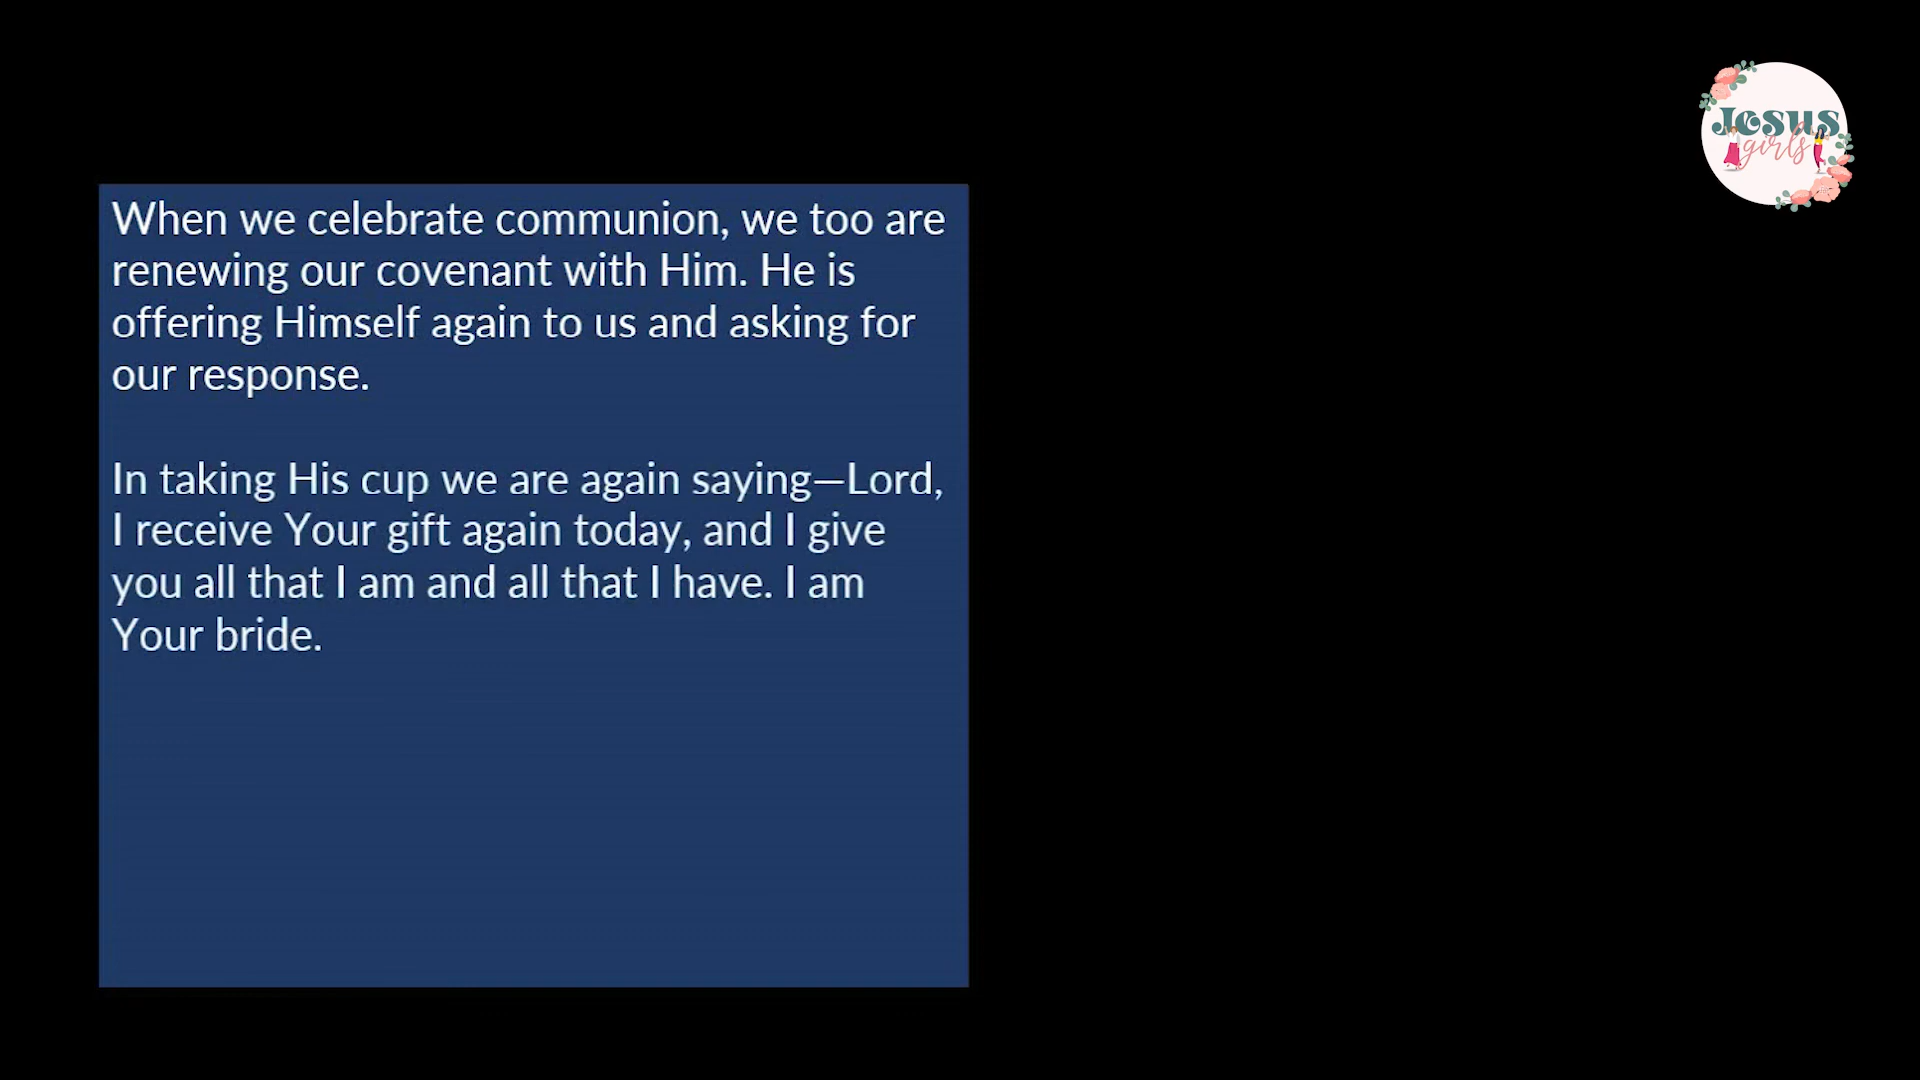 Jesus
girls
When we celebrate communion, we too are
renewing our covenant with Him. He is
offering Himself again to us and asking for
our response.
In taking His cup we are again saying—Lord,
I receive Your gift again today, and I give
you all that I am and all that I have. I am
Your bride.